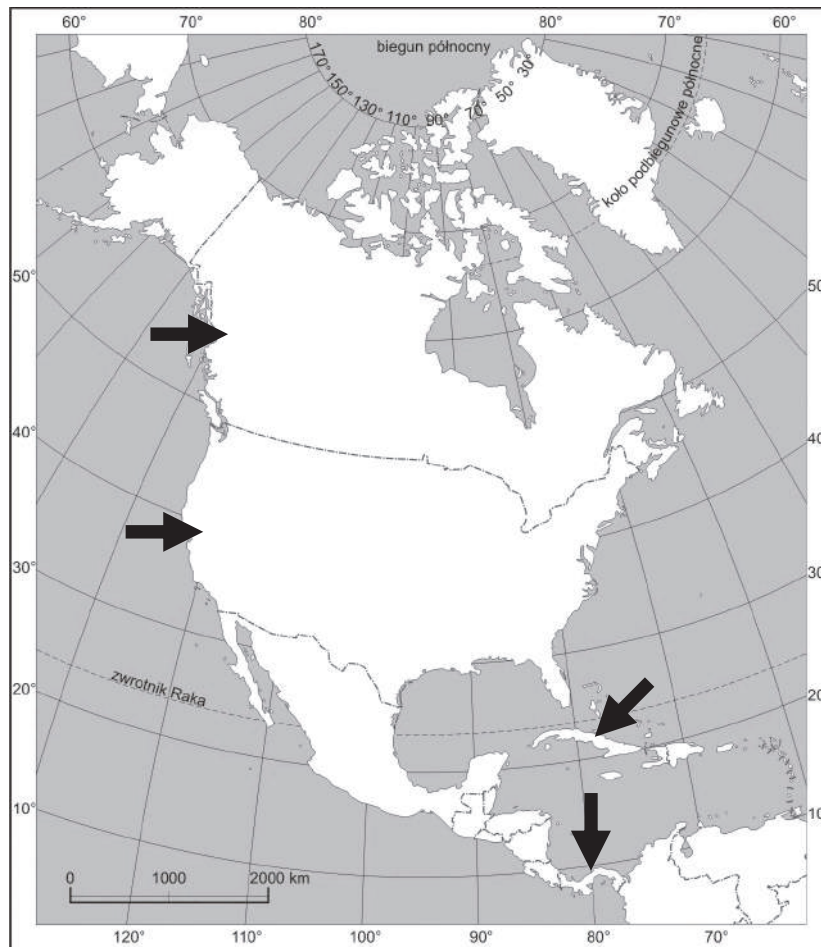 60° 70° 80° 80° 70° 60°
biegun północny
170° 150° 130° 110° 90° 70° 50° 30°
koło podbiegunowe północne
50° 50°
40° 40°
30° 30°
zwrotnik Raka
20° 20°
10° 10°
0 1000 2000 km
120° 110° 100° 90° 80° 70°